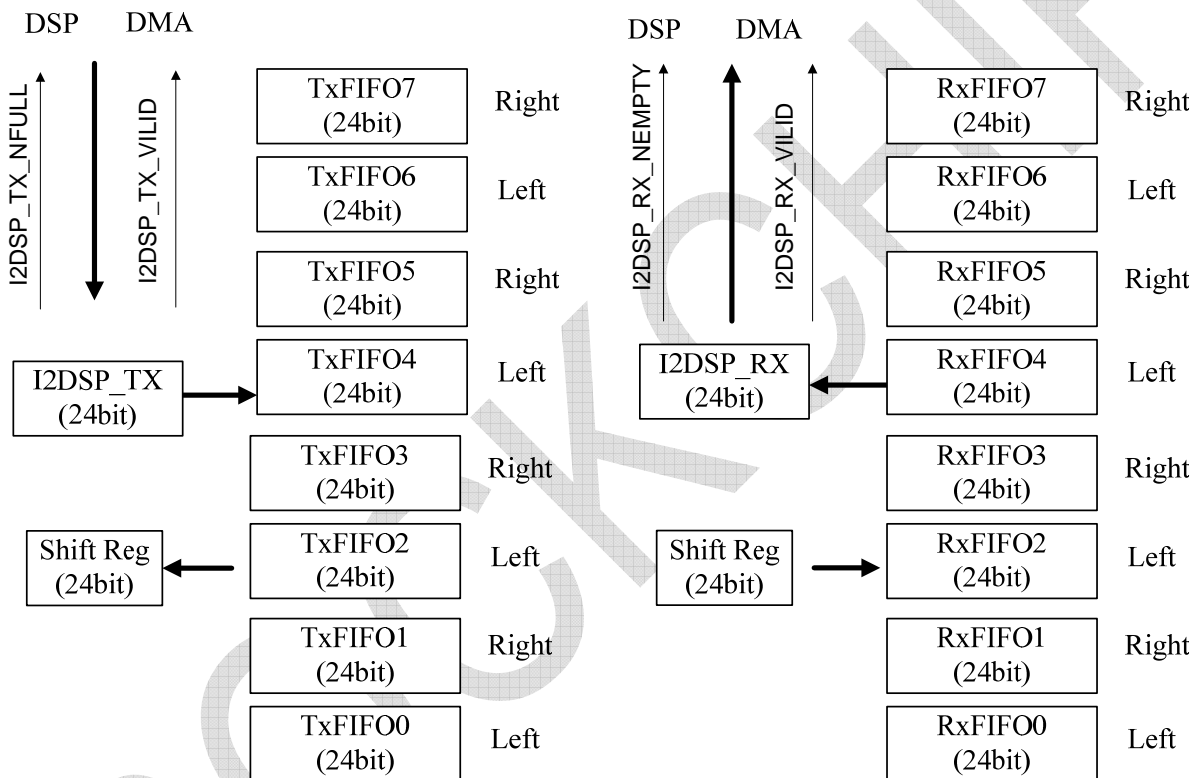 DSP DMA
I2DSP_TX_NFULL
I2DSP_TX_VILID
TxFIFO7
(24bit)
Right
TxFIFO6
(24bit)
Left
TxFIFO5
(24bit)
Right
I2DSP_TX
(24bit)
TxFIFO4
(24bit)
Left
TxFIFO3
(24bit)
Right
Shift Reg
(24bit)
TxFIFO2
(24bit)
Left
TxFIFO1
(24bit)
Right
TxFIFO0
(24bit)
Left
DSP DMA
I2DSP_RX_NEMPTY
I2DSP_RX_VILID
RxFIFO7
(24bit)
Right
RxFIFO6
(24bit)
Left
RxFIFO5
(24bit)
Right
I2DSP_RX
(24bit)
RxFIFO4
(24bit)
Left
RxFIFO3
(24bit)
Right
Shift Reg
(24bit)
RxFIFO2
(24bit)
Left
RxFIFO1
(24bit)
Right
RxFIFO0
(24bit)
Left